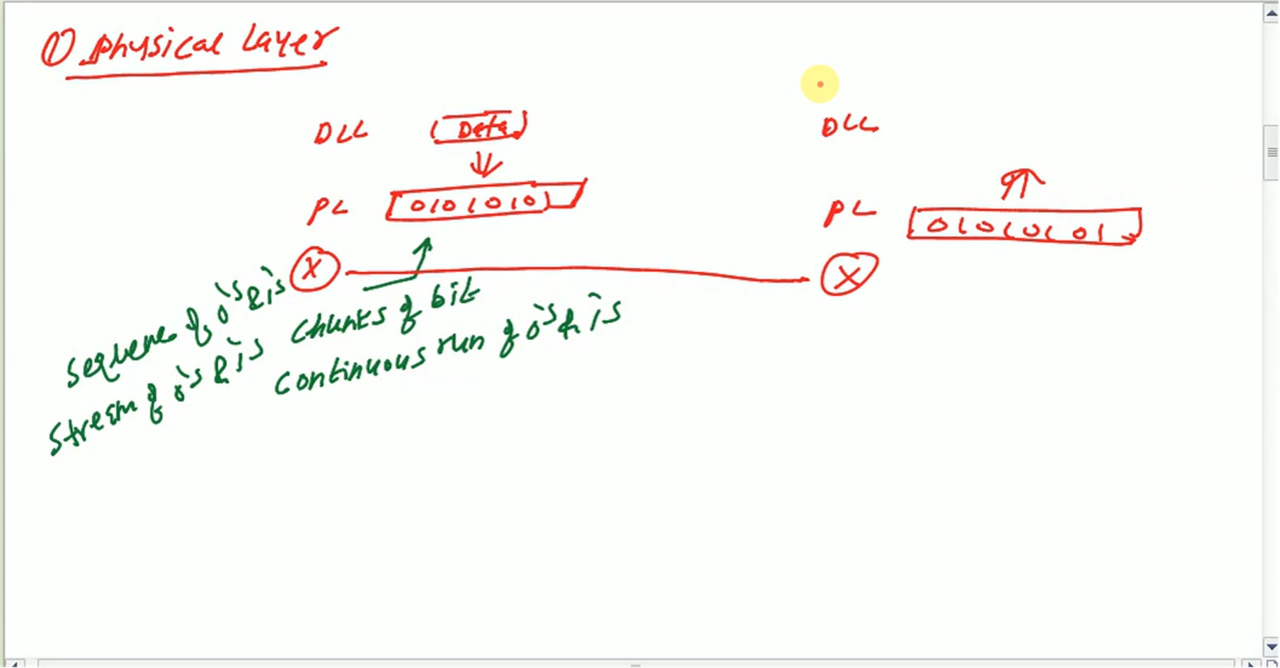 ① Physical Layer
DLL [Data] DLL
PL [0101010] PL [01010101]
X X
Sequence of 0's & 1's
Stream of 0's & 1's
Chunks of bit
Continuous run of 0's & 1's